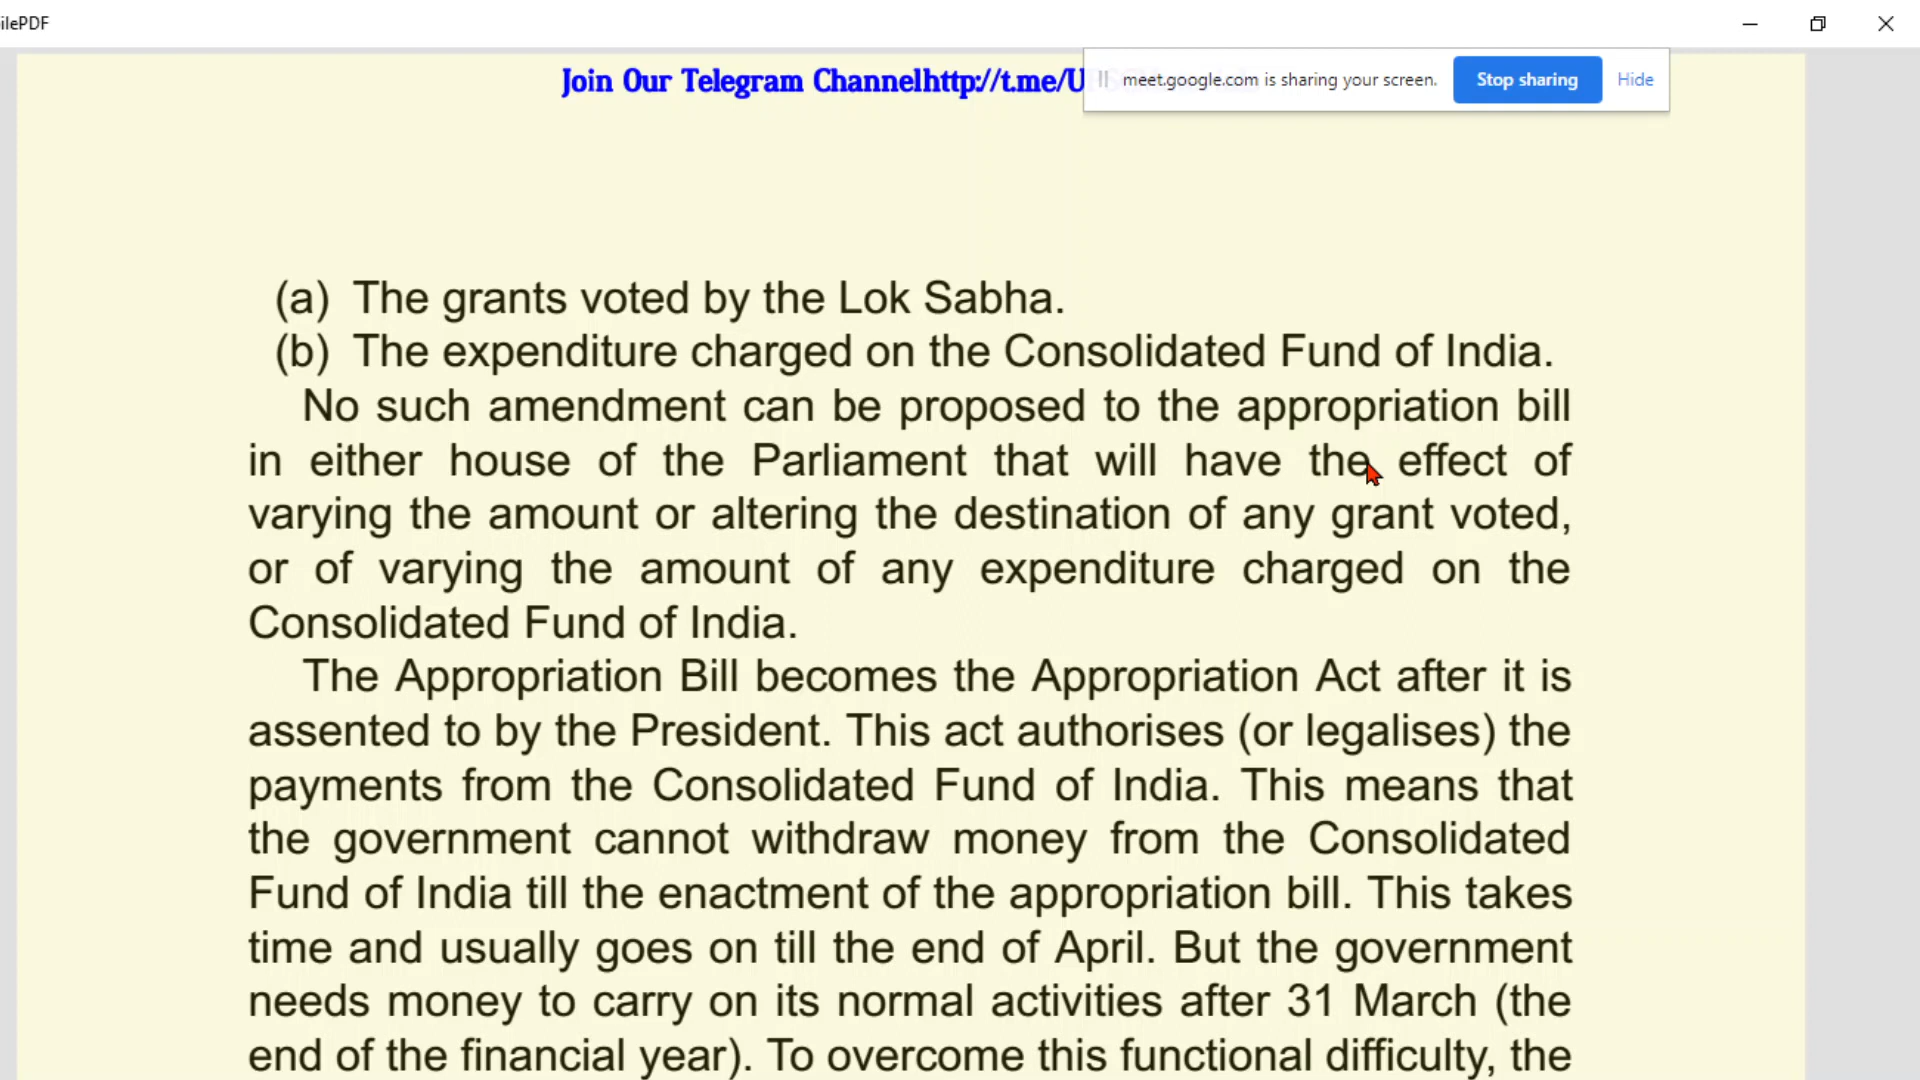 ilePDF
Join Our Telegram Channelhttp://t.me/U
meet.google.com is sharing your screen.
Stop sharing
Hide
(a) The grants voted by the Lok Sabha.
(b) The expenditure charged on the Consolidated Fund of India.
No such amendment can be proposed to the appropriation bill
in either house of the Parliament that will have the effect of
varying the amount or altering the destination of any grant voted,
or of varying the amount of any expenditure charged on the
Consolidated Fund of India.
The Appropriation Bill becomes the Appropriation Act after it is
assented to by the President. This act authorises (or legalises) the
payments from the Consolidated Fund of India. This means that
the government cannot withdraw money from the Consolidated
Fund of India till the enactment of the appropriation bill. This takes
time and usually goes on till the end of April. But the government
needs money to carry on its normal activities after 31 March (the
end of the financial year). To overcome this functional difficulty, the